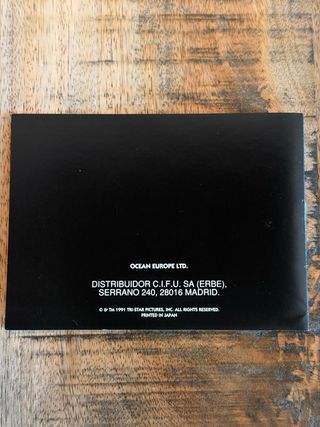 OCEAN EUROPE LTD.
DISTRIBUIDOR C.I.F.U. SA (ERBE),
SERRANO 240, 28016 MADRID.
© & TM 1991 TRI-STAR PICTURES, INC. ALL RIGHTS RESERVED.
PRINTED IN JAPAN